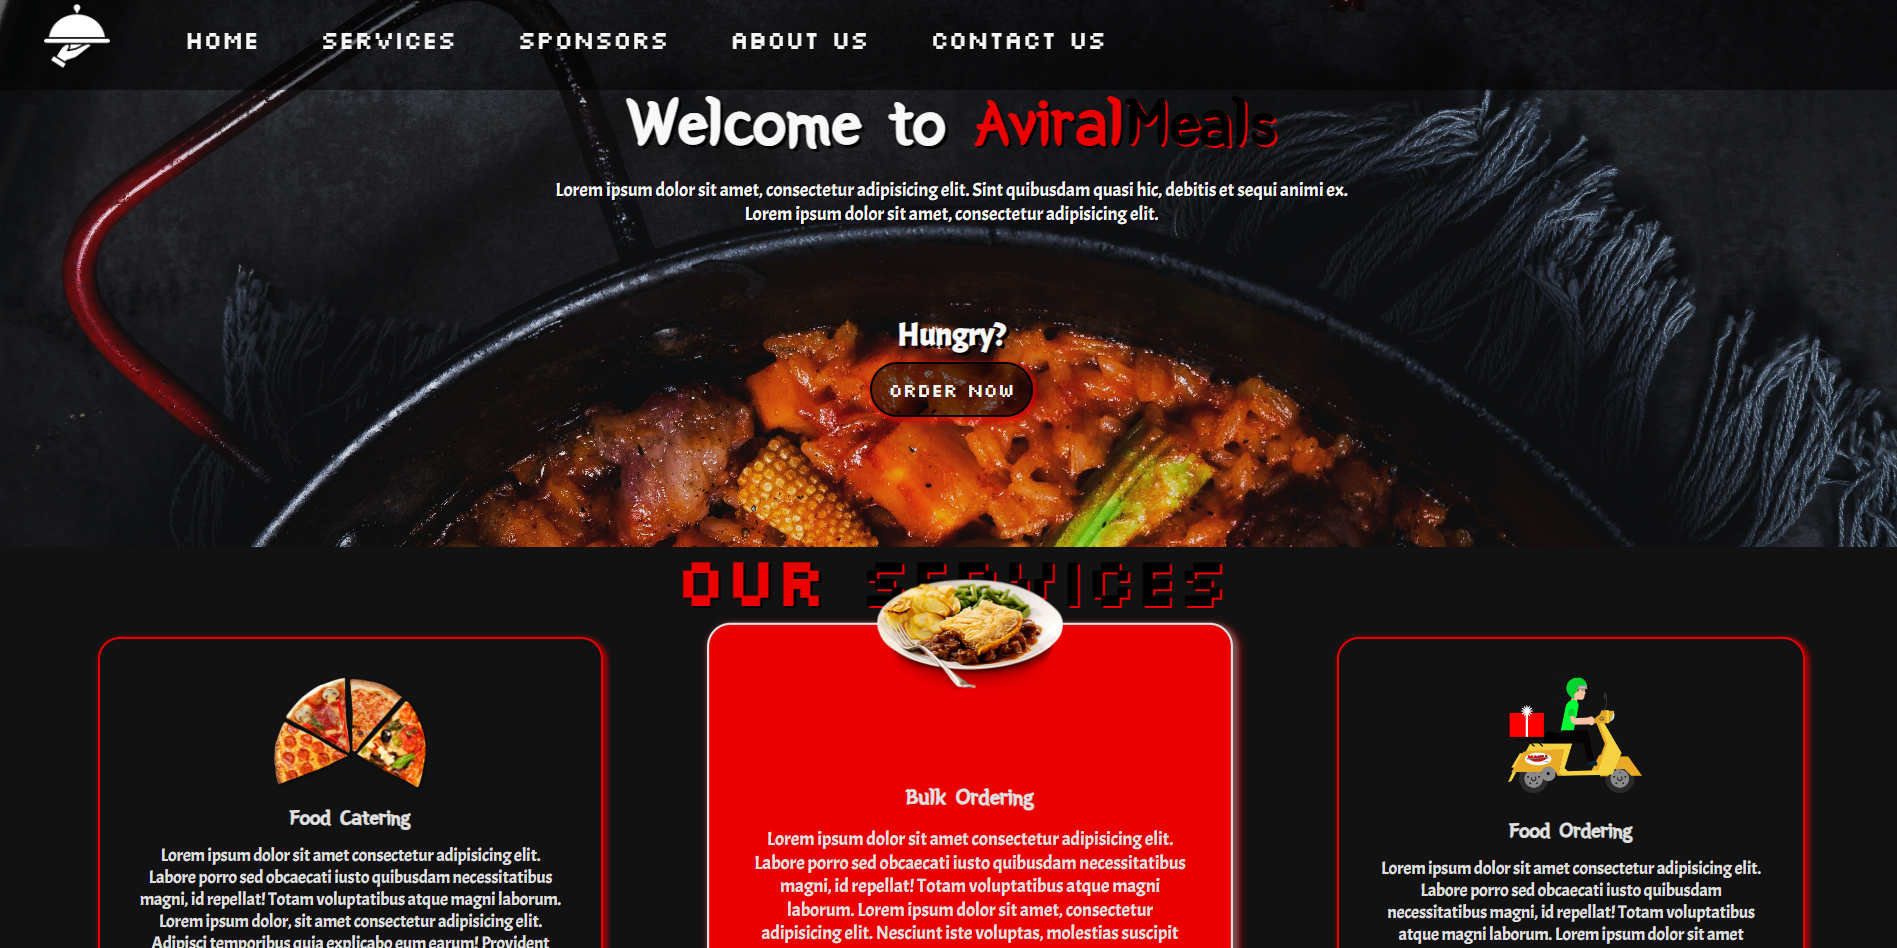 HOME SERVICES SPONSORS ABOUT US CONTACT US
Welcome to AviralMeals
Lorem ipsum dolor sit amet, consectetur adipisicing elit. Sint quibusdam quasi hic, debitis et sequi animi ex.
Lorem ipsum dolor sit amet, consectetur adipisicing elit.
Hungry?
ORDER NOW
OUR SERVICES
Food Catering
Lorem ipsum dolor sit amet consectetur adipisicing elit.
Labore porro sed obcaecati iusto quibusdam necessitatibus
magni, id repellat! Totam voluptatibus atque magni laborum.
Lorem ipsum dolor, sit amet consectetur adipisicing elit.
Adipisci temporibus quia explicabo eum earum! Provident
Bulk Ordering
Lorem ipsum dolor sit amet consectetur adipisicing elit.
Labore porro sed obcaecati iusto quibusdam necessitatibus
magni, id repellat! Totam voluptatibus atque magni
laborum. Lorem ipsum dolor sit amet, consectetur
adipisicing elit. Nesciunt iste voluptas, molestias suscipit
Food Ordering
Lorem ipsum dolor sit amet consectetur adipisicing elit.
Labore porro sed obcaecati iusto quibusdam
necessitatibus magni, id repellat! Totam voluptatibus
atque magni laborum. Lorem ipsum dolor sit amet